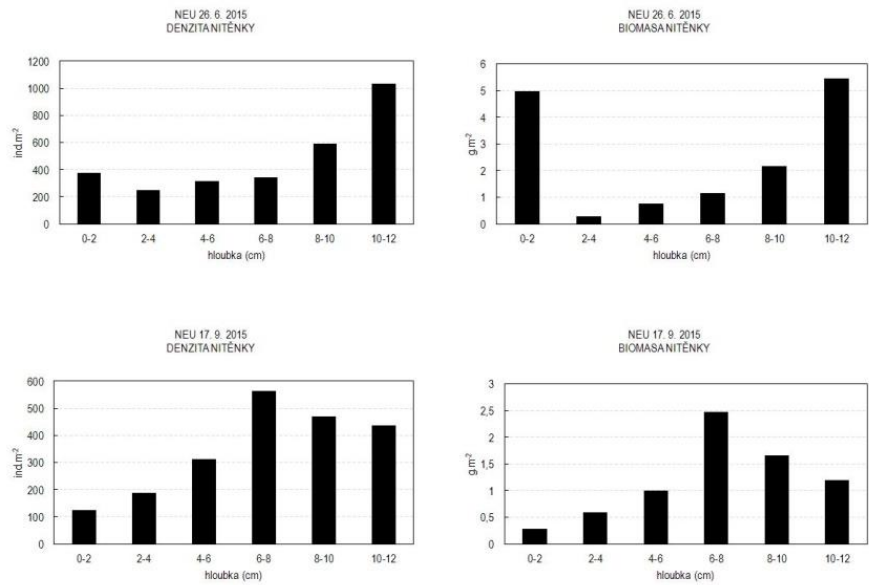 NEU 26. 6. 2015
DENZITA NITĚNKY
1200
1000
800
600
400
200
0
ind.m-2
0-2 2-4 4-6 6-8 8-10 10-12
hloubka (cm)
NEU 26. 6. 2015
BIOMASA NITĚNKY
6
5
4
3
2
1
0
g.m-2
0-2 2-4 4-6 6-8 8-10 10-12
hloubka (cm)
NEU 17. 9. 2015
DENZITA NITĚNKY
600
500
400
300
200
100
0
ind.m-2
0-2 2-4 4-6 6-8 8-10 10-12
hloubka (cm)
NEU 17. 9. 2015
BIOMASA NITĚNKY
3
2,5
2
1,5
1
0,5
0
g.m-2
0-2 2-4 4-6 6-8 8-10 10-12
hloubka (cm)